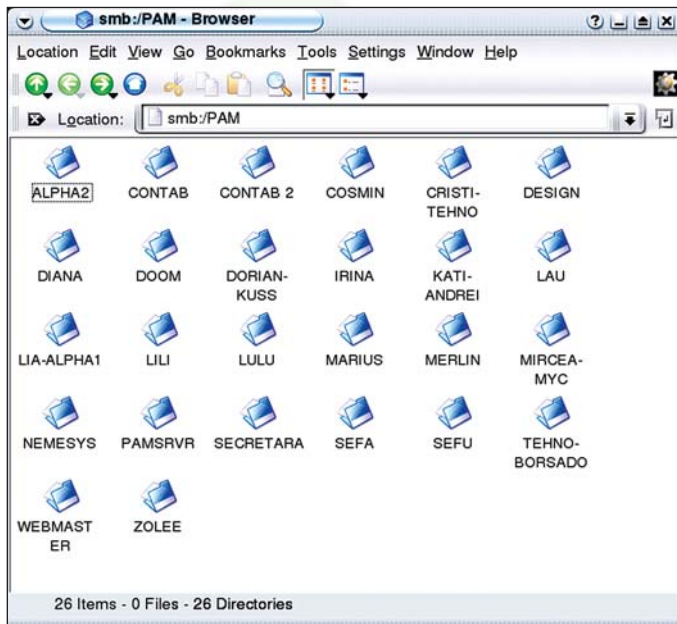 smb:/PAM - Browser
Location Edit View Go Bookmarks Tools Settings Window Help
Location: smb:/PAM
ALPHA2 CONTAB CONTAB 2 COSMIN CRISTI- DESIGN
TEHNO
DIANA DOOM DORIAN- IRINA KATI- LAU
KUSS ANDREI
LIA-ALPHA1 LILI LULU MARIUS MERLIN MIRCEA-
MYC
NEMESYS PAMSRVR SECRETARA SEFA SEFU TEHNO-
BORSADO
WEBMAST ZOLEE
ER
26 Items - 0 Files - 26 Directories